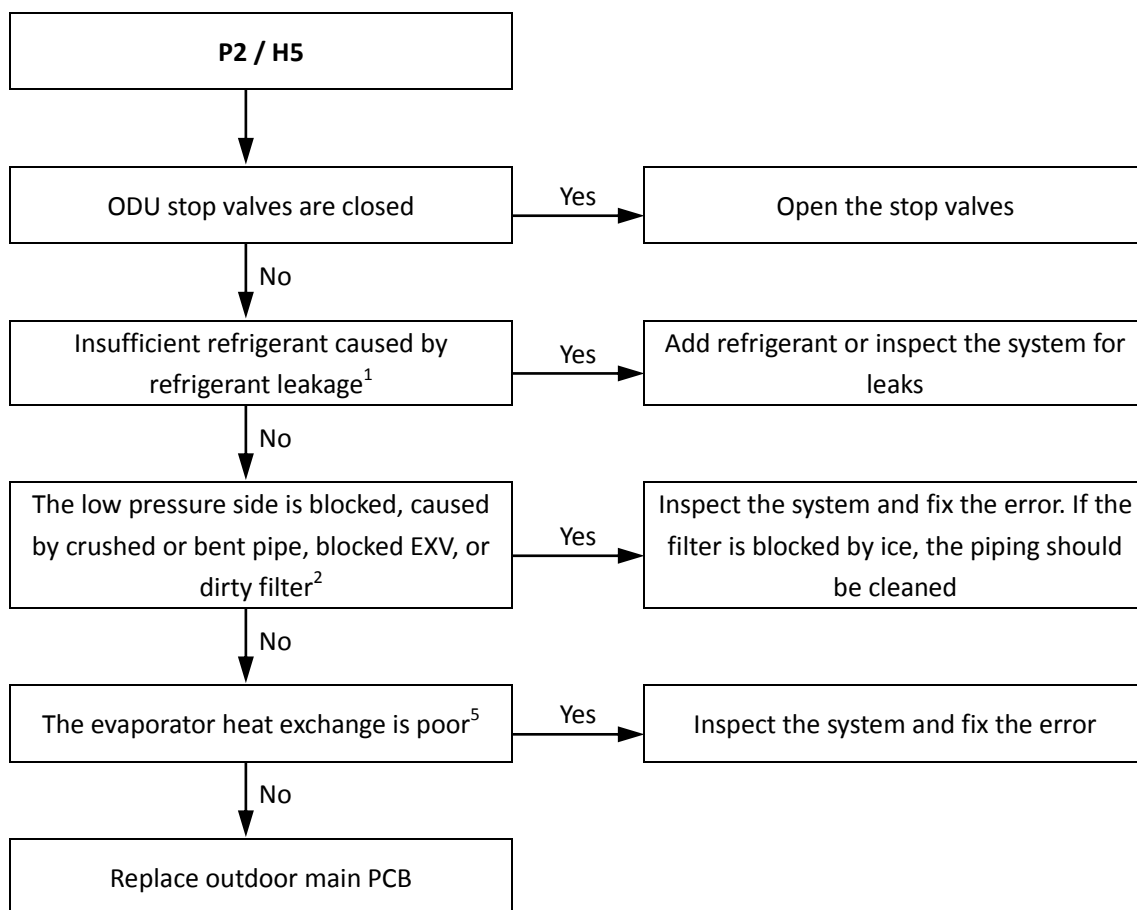 P2 / H5
ODU stop valves are closed
Yes
Open the stop valves
No
Insufficient refrigerant caused by
refrigerant leakage1
Yes
Add refrigerant or inspect the system for
leaks
No
The low pressure side is blocked, caused
by crushed or bent pipe, blocked EXV, or
dirty filter2
Yes
Inspect the system and fix the error. If the
filter is blocked by ice, the piping should
be cleaned
No
The evaporator heat exchange is poor5
Yes
Inspect the system and fix the error
No
Replace outdoor main PCB